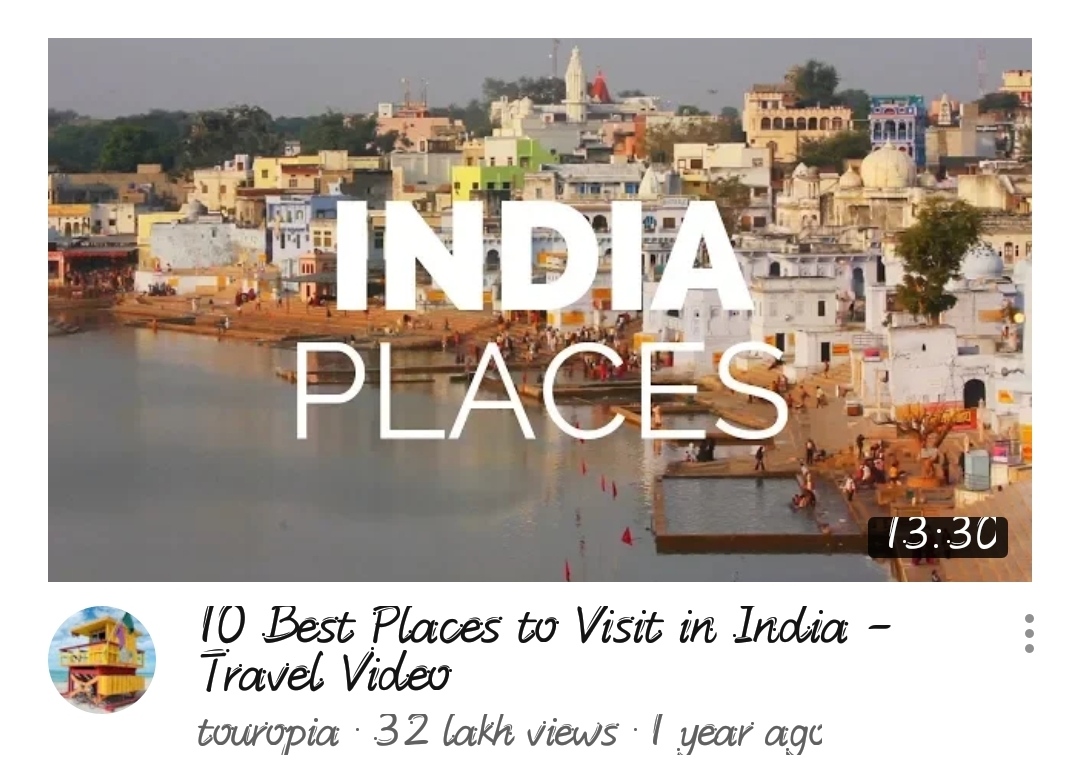 INDIA
PLACES
13:30
10 Best Places to Visit in India -
Travel Video
touropia · 32 lakh views · 1 year ago